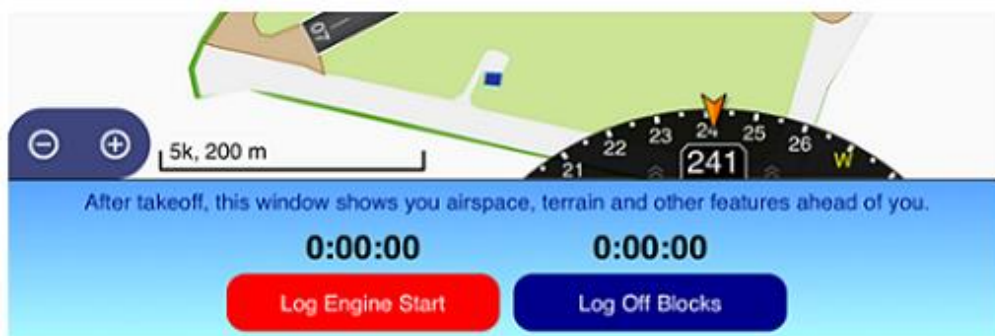 07
5k, 200 m
21 22 23 24 25 26 W
241
After takeoff, this window shows you airspace, terrain and other features ahead of you.
0:00:00 0:00:00
Log Engine Start Log Off Blocks